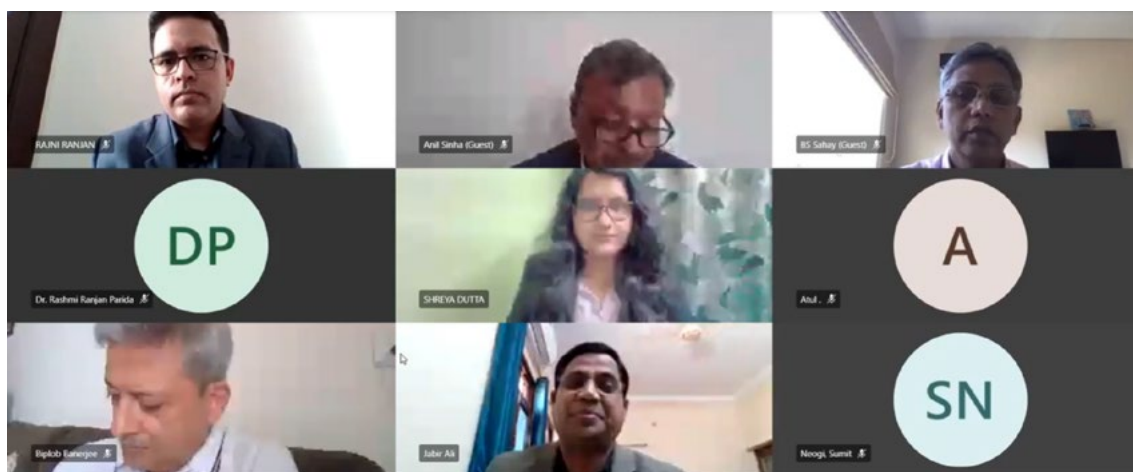 RAJNI RANJAN
Anil Sinha (Guest)
BS Sahay (Guest)
DP
Dr. Rashmi Ranjan Parida
SHREYA DUTTA
A
Atul .
Biplob Banerjee
Jabir Ali
SN
Neogi, Sumit